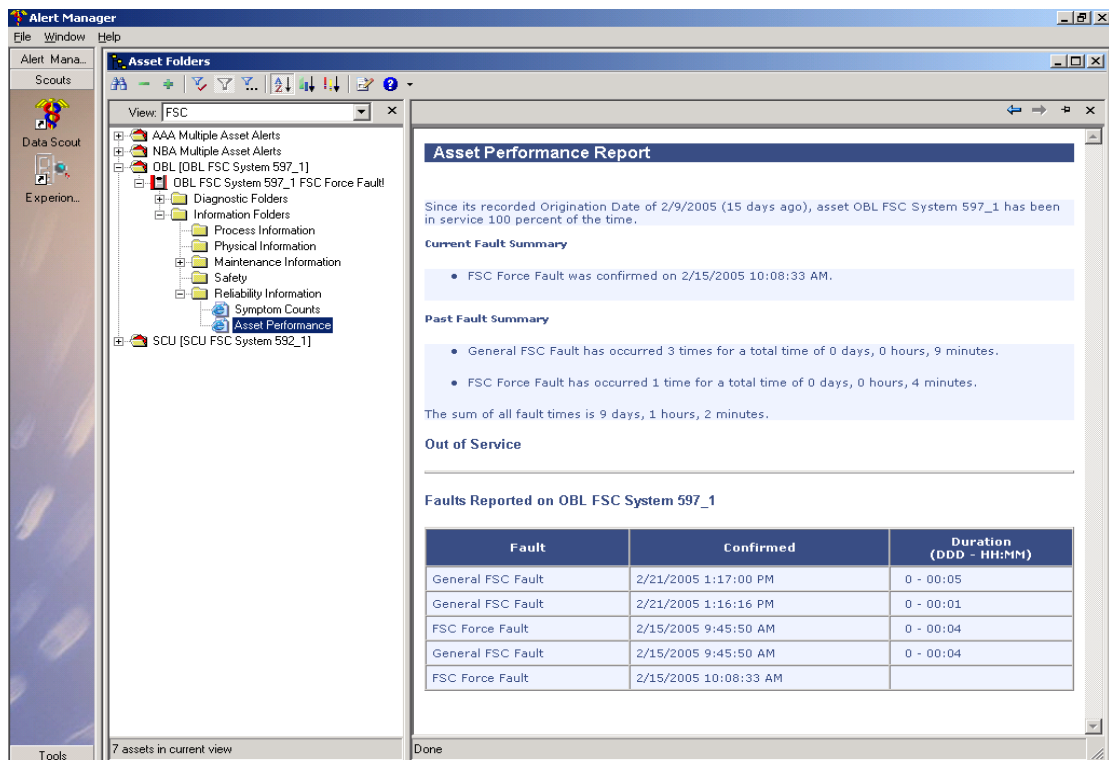 Alert Manager
File Window Help
Alert Mana...
Scouts
Data Scout
Experion...
Tools
Asset Folders
View: FSC
AAA Multiple Asset Alerts
NBA Multiple Asset Alerts
OBL [OBL FSC System 597_1]
OBL FSC System 597_1 FSC Force Fault!
Diagnostic Folders
Information Folders
Process Information
Physical Information
Maintenance Information
Safety
Reliability Information
Symptom Counts
Asset Performance
SCU [SCU FSC System 592_1]
7 assets in current view
Asset Performance Report
Since its recorded Origination Date of 2/9/2005 (15 days ago), asset OBL FSC System 597_1 has been
in service 100 percent of the time.
Current Fault Summary
• FSC Force Fault was confirmed on 2/15/2005 10:08:33 AM.
Past Fault Summary
• General FSC Fault has occurred 3 times for a total time of 0 days, 0 hours, 9 minutes.
• FSC Force Fault has occurred 1 time for a total time of 0 days, 0 hours, 4 minutes.
The sum of all fault times is 9 days, 1 hours, 2 minutes.
Out of Service
Faults Reported on OBL FSC System 597_1
Fault Confirmed Duration
(DDD - HH:MM)
General FSC Fault 2/21/2005 1:17:00 PM 0 - 00:05
General FSC Fault 2/21/2005 1:16:16 PM 0 - 00:01
FSC Force Fault 2/15/2005 9:45:50 AM 0 - 00:04
General FSC Fault 2/15/2005 9:45:50 AM 0 - 00:04
FSC Force Fault 2/15/2005 10:08:33 AM
Done